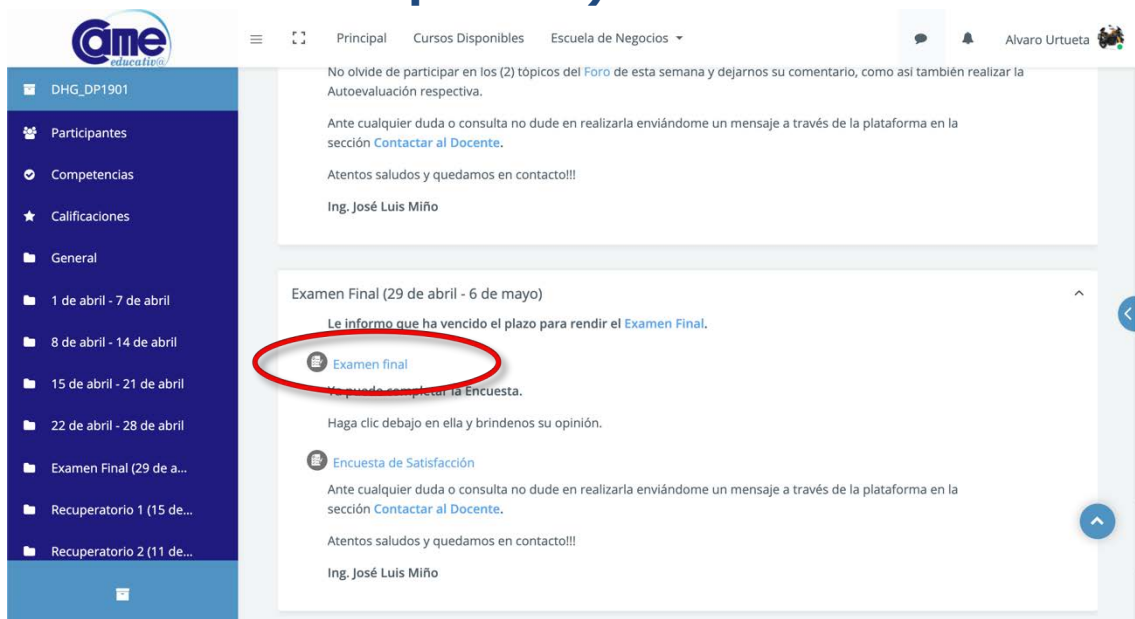 Came
educativ@
Principal Cursos Disponibles Escuela de Negocios
Alvaro Urtueta
DHG_DP1901
Participantes
Competencias
Calificaciones
General
1 de abril - 7 de abril
8 de abril - 14 de abril
15 de abril - 21 de abril
22 de abril - 28 de abril
Examen Final (29 de a...
Recuperatorio 1 (15 de...
Recuperatorio 2 (11 de...
No olvide de participar en los (2) tópicos del Foro de esta semana y dejarnos su comentario, como así también realizar la
Autoevaluación respectiva.
Ante cualquier duda o consulta no dude en realizarla enviándome un mensaje a través de la plataforma en la
sección Contactar al Docente.
Atentos saludos y quedamos en contacto!!!
Ing. José Luis Miño
Examen Final (29 de abril - 6 de mayo)
Le informo que ha vencido el plazo para rendir el Examen Final.
Examen final
Ya puede completar la Encuesta.
Haga clic debajo en ella y brindenos su opinión.
Encuesta de Satisfacción
Ante cualquier duda o consulta no dude en realizarla enviándome un mensaje a través de la plataforma en la
sección Contactar al Docente.
Atentos saludos y quedamos en contacto!!!
Ing. José Luis Miño